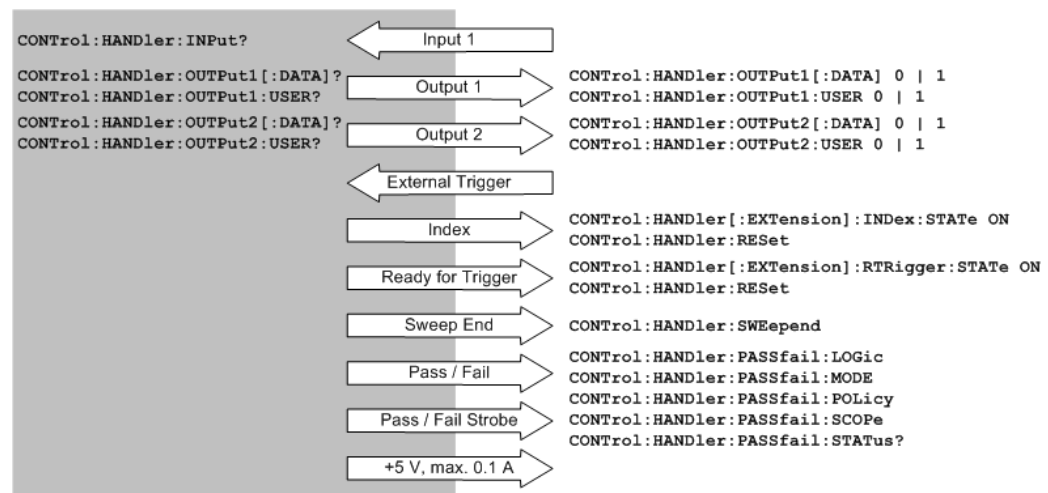 CONTrol:HANDler:INPut?
Input 1
CONTrol:HANDler:OUTPut1[:DATA]?
CONTrol:HANDler:OUTPut1:USER?
Output 1
CONTrol:HANDler:OUTPut1[:DATA] 0 | 1
CONTrol:HANDler:OUTPut1:USER 0 | 1
CONTrol:HANDler:OUTPut2[:DATA]?
CONTrol:HANDler:OUTPut2:USER?
Output 2
CONTrol:HANDler:OUTPut2[:DATA] 0 | 1
CONTrol:HANDler:OUTPut2:USER 0 | 1
External Trigger
Index
CONTrol:HANDler[:EXTension]:INDex:STATe ON
CONTrol:HANDler:RESet
Ready for Trigger
CONTrol:HANDler[:EXTension]:RTRigger:STATe ON
CONTrol:HANDler:RESet
Sweep End
CONTrol:HANDler:SWEepend
Pass / Fail
CONTrol:HANDler:PASSfail:LOGic
CONTrol:HANDler:PASSfail:MODE
CONTrol:HANDler:PASSfail:POLicy
Pass / Fail Strobe
CONTrol:HANDler:PASSfail:SCOPe
CONTrol:HANDler:PASSfail:STATus?
+5 V, max. 0.1 A